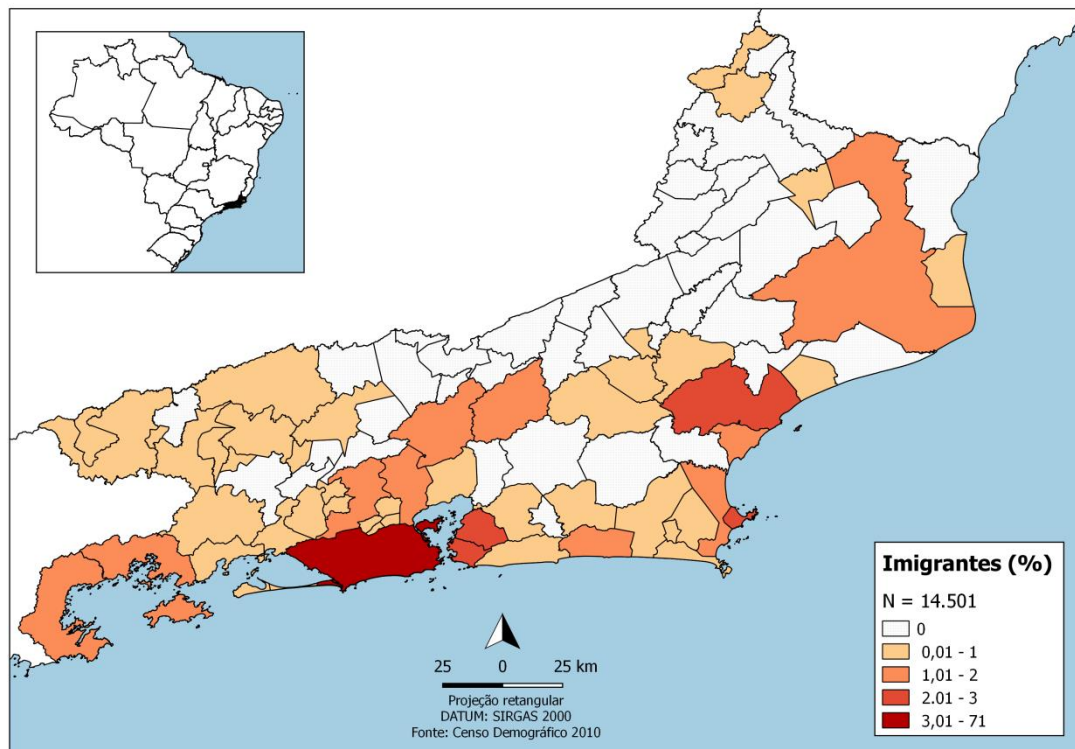 Imigrantes (%)
N = 14.501
0
0,01 - 1
1,01 - 2
2.01 - 3
3,01 - 71
25 0 25 km
Projeção retangular
DATUM: SIRGAS 2000
Fonte: Censo Demográfico 2010